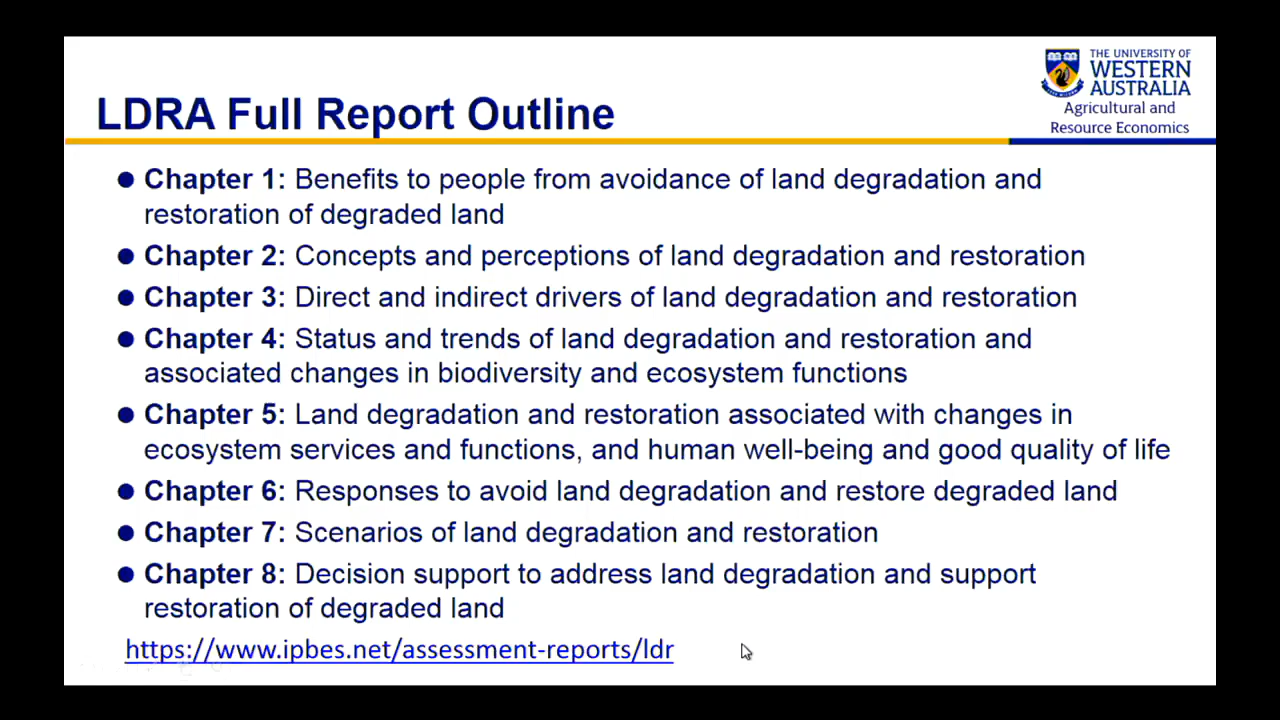 THE UNIVERSITY OF
WESTERN
AUSTRALIA
Agricultural and
Resource Economics
LDRA Full Report Outline
● Chapter 1: Benefits to people from avoidance of land degradation and
restoration of degraded land
● Chapter 2: Concepts and perceptions of land degradation and restoration
● Chapter 3: Direct and indirect drivers of land degradation and restoration
● Chapter 4: Status and trends of land degradation and restoration and
associated changes in biodiversity and ecosystem functions
● Chapter 5: Land degradation and restoration associated with changes in
ecosystem services and functions, and human well-being and good quality of life
● Chapter 6: Responses to avoid land degradation and restore degraded land
● Chapter 7: Scenarios of land degradation and restoration
● Chapter 8: Decision support to address land degradation and support
restoration of degraded land
https://www.ipbes.net/assessment-reports/ldr